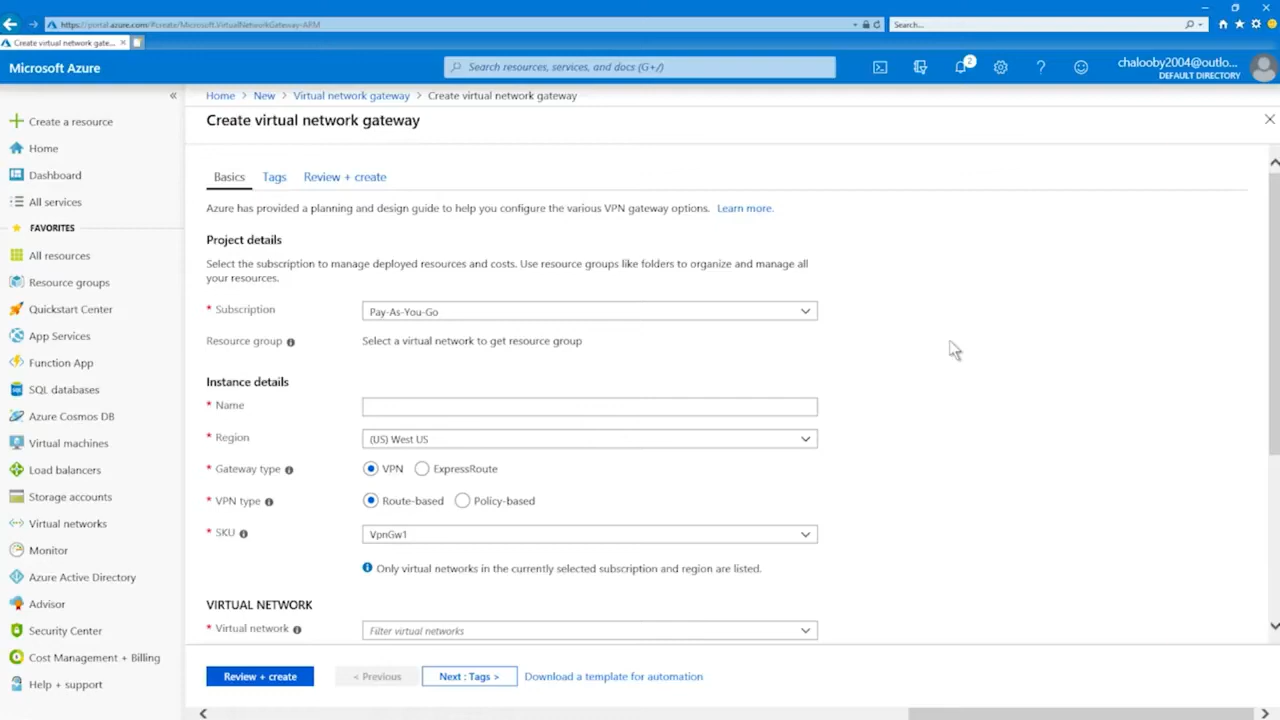 https://portal.azure.com/#create/Microsoft.VirtualNetworkGateway-ARM
Search...
Create virtual network gate...
Microsoft Azure
Search resources, services, and docs (G+/)
2
chalooby2004@outlo...
DEFAULT DIRECTORY
Home > New > Virtual network gateway > Create virtual network gateway
Create virtual network gateway
Create a resource
Home
Dashboard
All services
FAVORITES
All resources
Resource groups
Quickstart Center
App Services
Function App
SQL databases
Azure Cosmos DB
Virtual machines
Load balancers
Storage accounts
Virtual networks
Monitor
Azure Active Directory
Advisor
Security Center
Cost Management + Billing
Help + support
Basics Tags Review + create
Azure has provided a planning and design guide to help you configure the various VPN gateway options. Learn more.
Project details
Select the subscription to manage deployed resources and costs. Use resource groups like folders to organize and manage all
your resources.
* Subscription Pay-As-You-Go
Resource group Select a virtual network to get resource group
Instance details
* Name
* Region (US) West US
* Gateway type VPN ExpressRoute
* VPN type Route-based Policy-based
* SKU VpnGw1
Only virtual networks in the currently selected subscription and region are listed.
VIRTUAL NETWORK
* Virtual network Filter virtual networks
Review + create < Previous Next : Tags > Download a template for automation